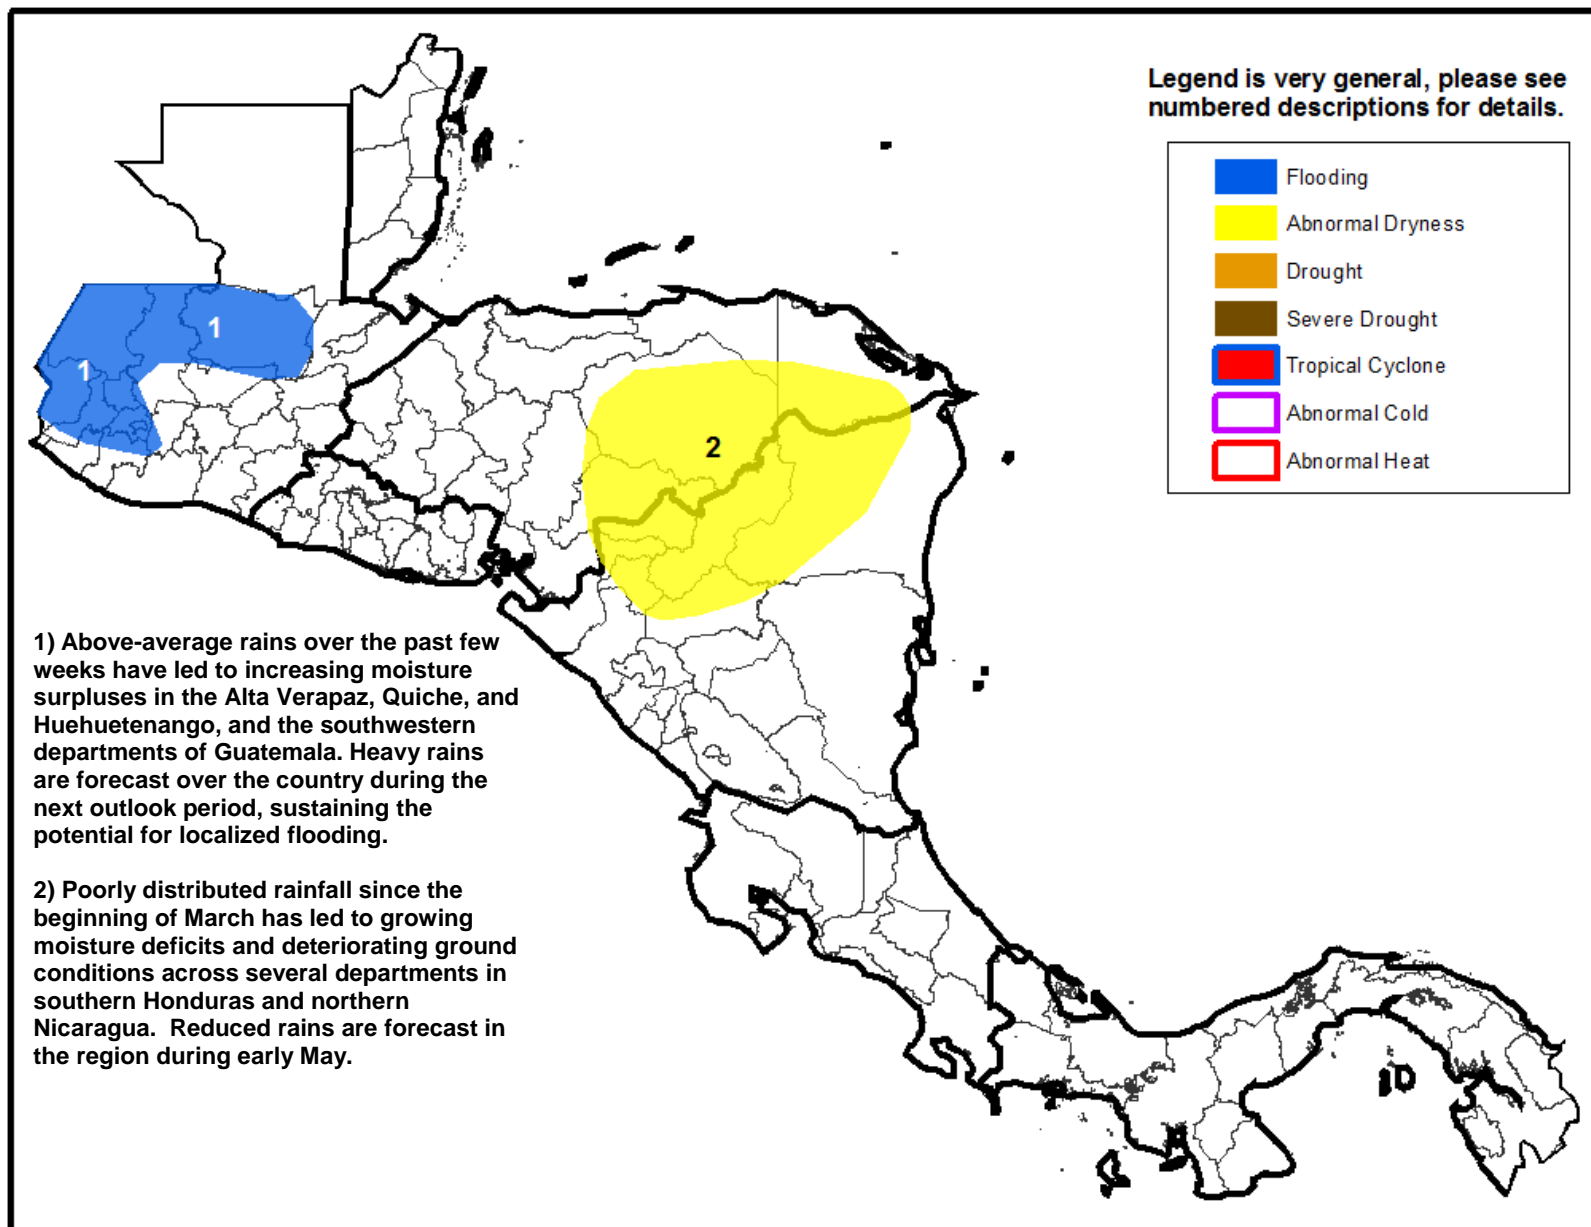 Legend is very general, please see
numbered descriptions for details.
Flooding
Abnormal Dryness
Drought
Severe Drought
Tropical Cyclone
Abnormal Cold
Abnormal Heat
1
1
2
1) Above-average rains over the past few
weeks have led to increasing moisture
surpluses in the Alta Verapaz, Quiche, and
Huehuetenango, and the southwestern
departments of Guatemala. Heavy rains
are forecast over the country during the
next outlook period, sustaining the
potential for localized flooding.
2) Poorly distributed rainfall since the
beginning of March has led to growing
moisture deficits and deteriorating ground
conditions across several departments in
southern Honduras and northern
Nicaragua.  Reduced rains are forecast in
the region during early May.